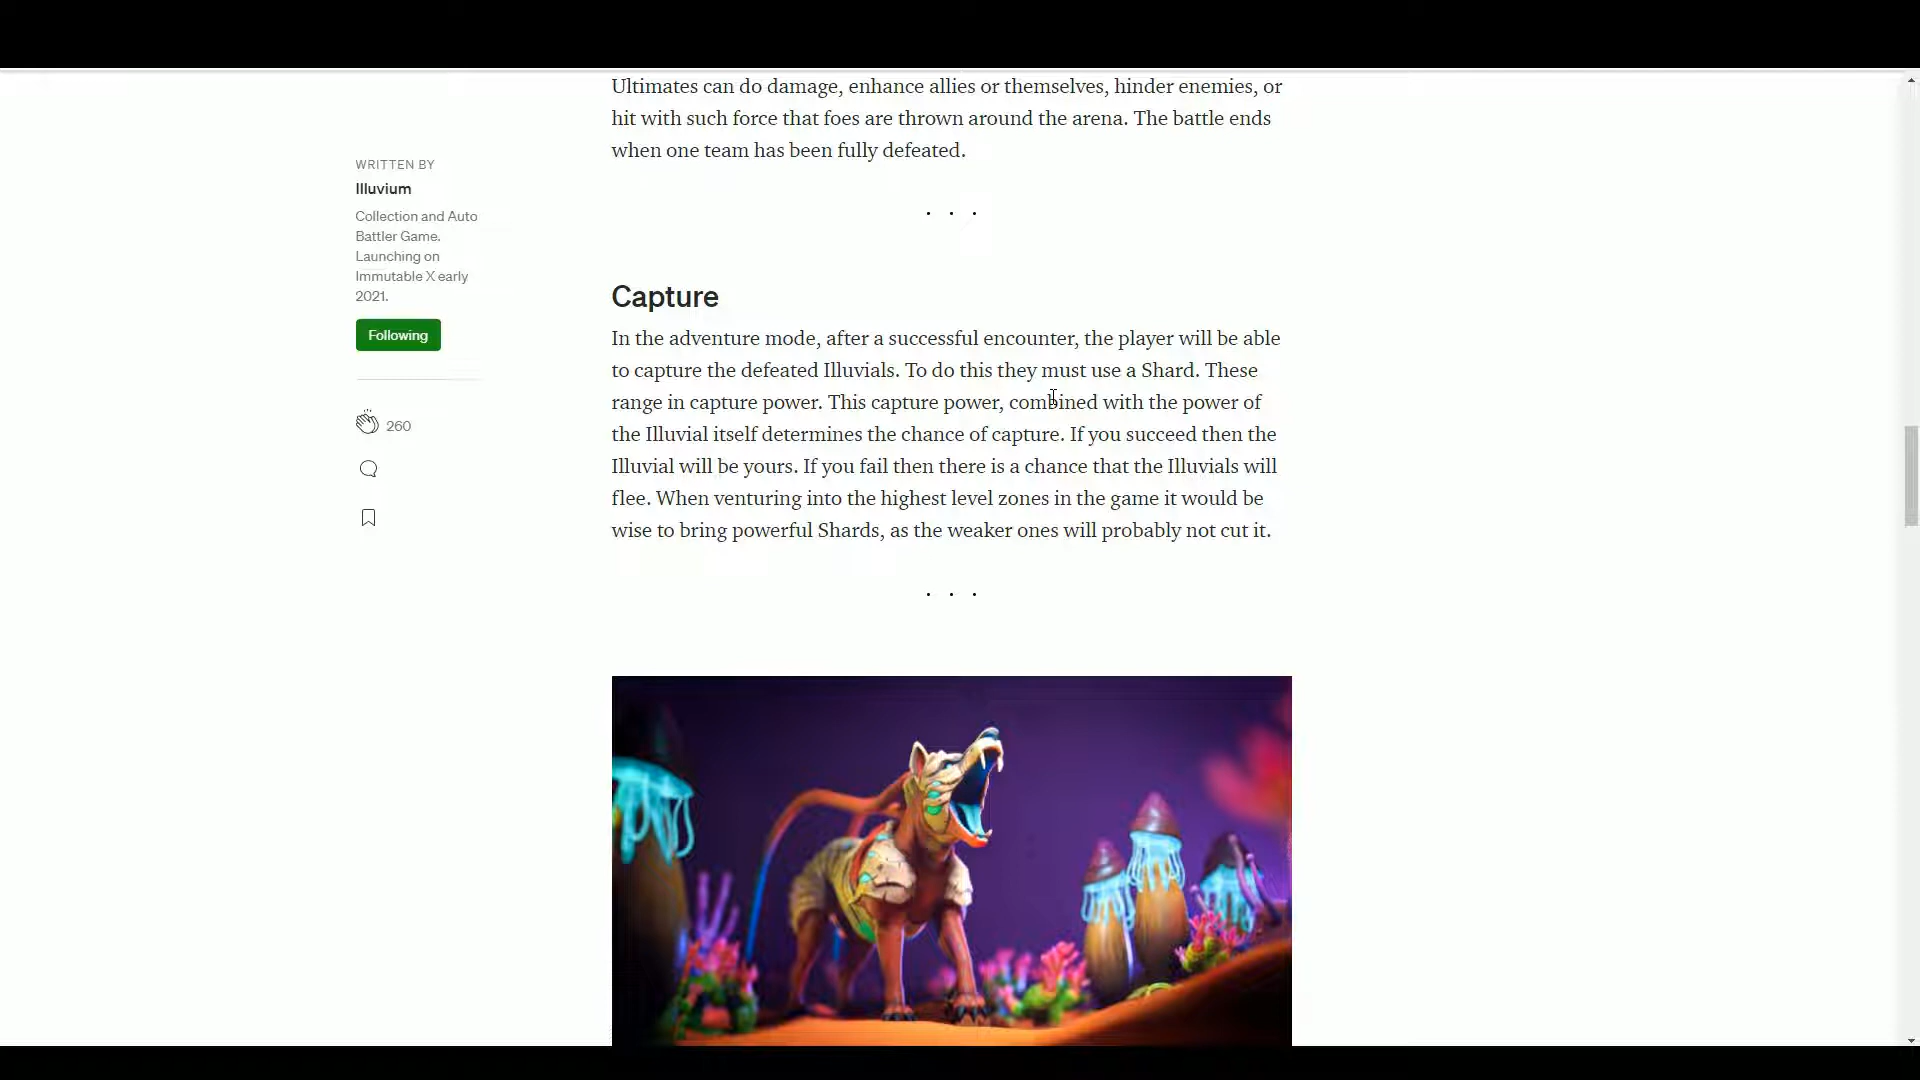 Ultimates can do damage, enhance allies or themselves, hinder enemies, or
hit with such force that foes are thrown around the arena. The battle ends
when one team has been fully defeated.
WRITTEN BY
Illuvium
Collection and Auto
Battler Game.
Launching on
Immutable X early
2021.
Following
260
. . .
Capture
In the adventure mode, after a successful encounter, the player will be able
to capture the defeated Illuvials. To do this they must use a Shard. These
range in capture power. This capture power, combined with the power of
the Illuvial itself determines the chance of capture. If you succeed then the
Illuvial will be yours. If you fail then there is a chance that the Illuvials will
flee. When venturing into the highest level zones in the game it would be
wise to bring powerful Shards, as the weaker ones will probably not cut it.
. . .